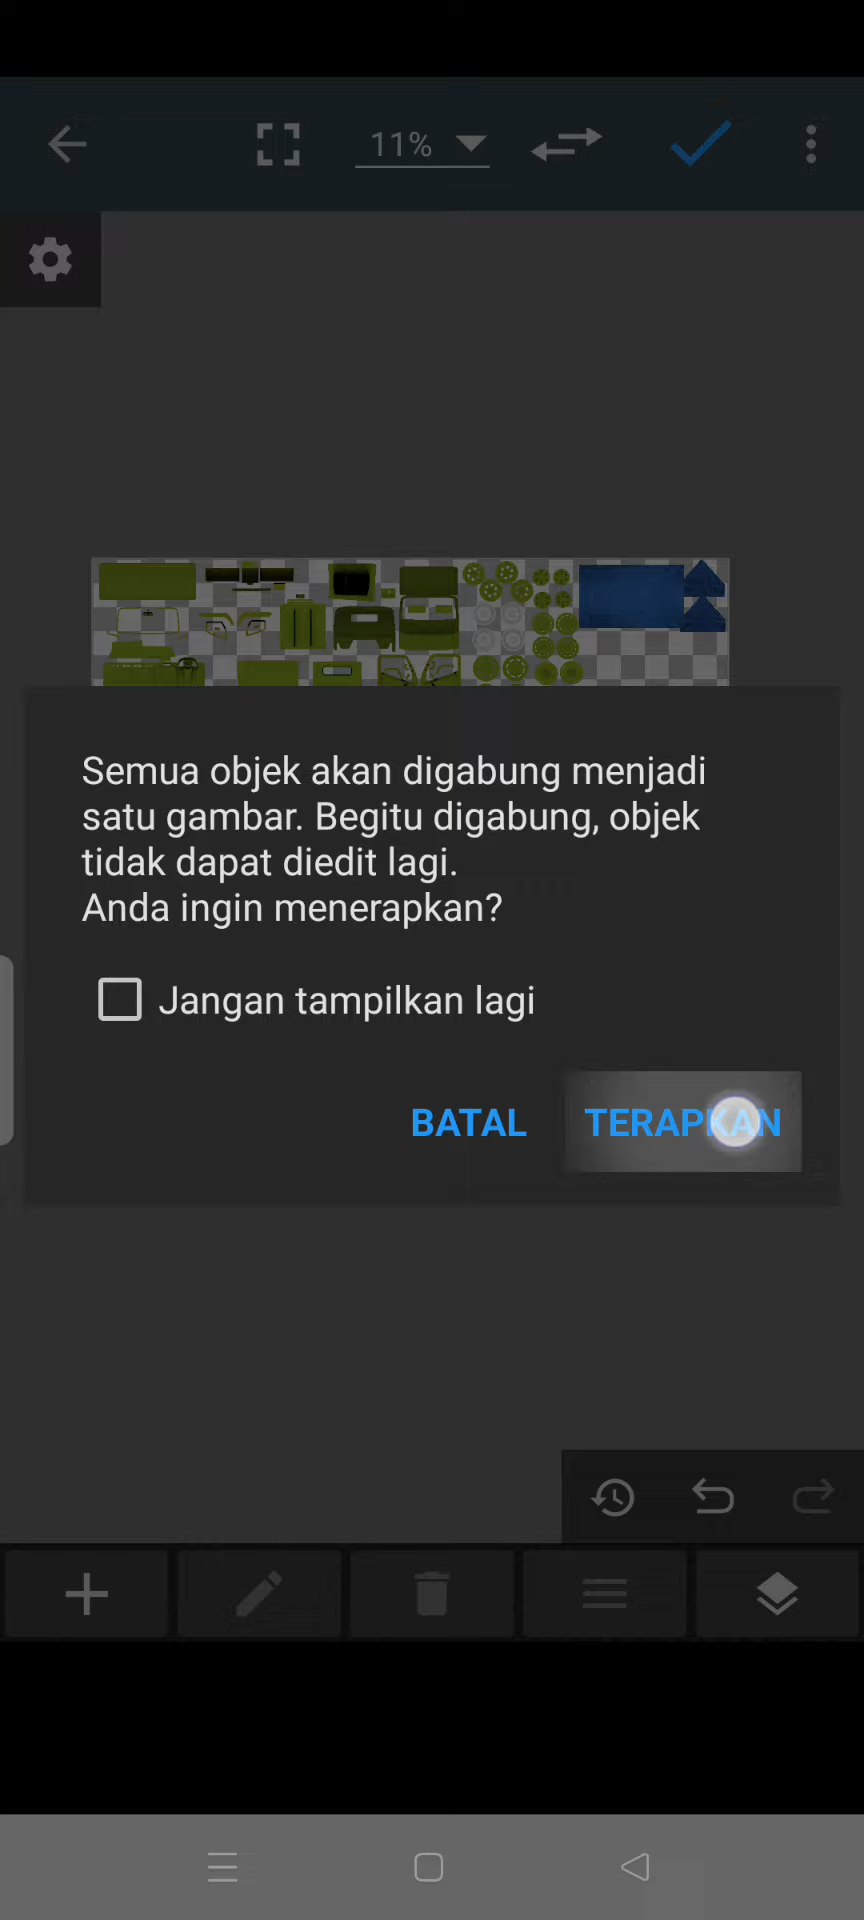 11%
Semua objek akan digabung menjadi
satu gambar. Begitu digabung, objek
tidak dapat diedit lagi.
Anda ingin menerapkan?
Jangan tampilkan lagi
BATAL TERAPKAN